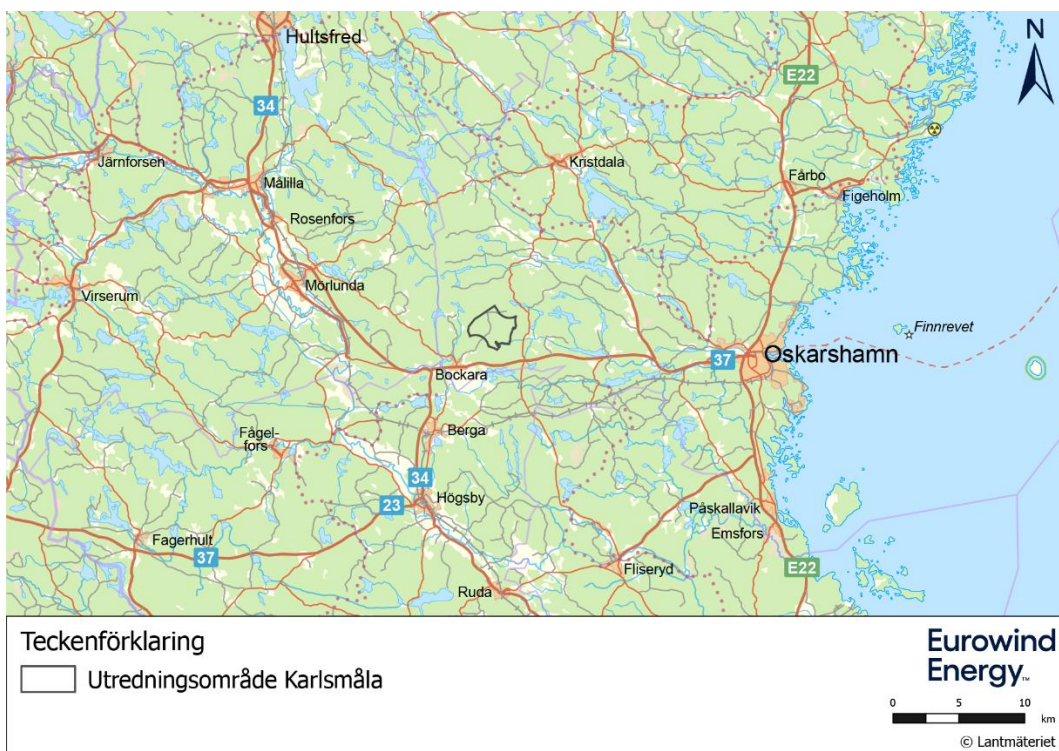 Hultsfred
N
E22
34
Järnforsen
Kristdala
Målilla
Fårbo
Figeholm
Rosenfors
Mörlunda
Virserum
Finnrevet
37
Oskarshamn
Bockara
Berga
Fågel-
fors
34
23
Högsby
Påskallavik
Emsfors
Fagerhult
37
Fliseryd
E22
Ruda
Teckenförklaring
Utredningsområde Karlsmåla
Eurowind
Energy™
0 5 10
km
© Lantmäteriet